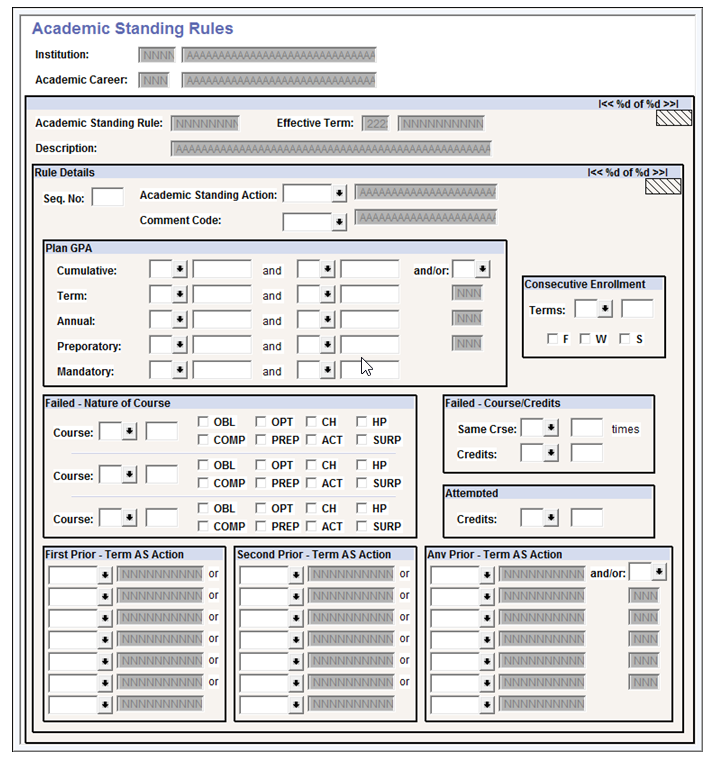 Academic Standing Rules
Institution: NNNN AAAAAAAAAAAAAAAAAAAAAAAAAAAAAA
Academic Career: NNN AAAAAAAAAAAAAAAAAAAAAAAAAAAAAA
|<< %d of %d >>|
Academic Standing Rule: NNNNNNNN Effective Term: 222 NNNNNNNNNN
Description: AAAAAAAAAAAAAAAAAAAAAAAAAAAAAAAAAAAAAAAAAAAAAAAAAA
Rule Details |<< %d of %d >>|
Seq. No: Academic Standing Action: AAAAAAAAAAAAAAAAAAAAA
Comment Code: AAAAAAAAAAAAAAAAAAAAA
Plan GPA
Cumulative: and and/or:
Term: and NNN
Annual: and NNN
Preporatory: and NNN
Mandatory: and
Consecutive Enrollment
Terms:
F W S
Failed - Nature of Course
Course: OBL OPT CH HP
COMP PREP ACT SURP
Course: OBL OPT CH HP
COMP PREP ACT SURP
Course: OBL OPT CH HP
COMP PREP ACT SURP
Failed - Course/Credits
Same Crse: times
Credits:
Attempted
Credits:
First Prior - Term AS Action
NNNNNNNNNN or
NNNNNNNNNN or
NNNNNNNNNN or
NNNNNNNNNN or
NNNNNNNNNN or
NNNNNNNNNN or
NNNNNNNNNN
Second Prior - Term AS Action
NNNNNNNNNN or
NNNNNNNNNN or
NNNNNNNNNN or
NNNNNNNNNN or
NNNNNNNNNN or
NNNNNNNNNN or
NNNNNNNNNN
Any Prior - Term AS Action
NNNNNNNNNN and/or:
NNNNNNNNNN NNN
NNNNNNNNNN NNN
NNNNNNNNNN NNN
NNNNNNNNNN NNN
NNNNNNNNNN NNN
NNNNNNNNNN